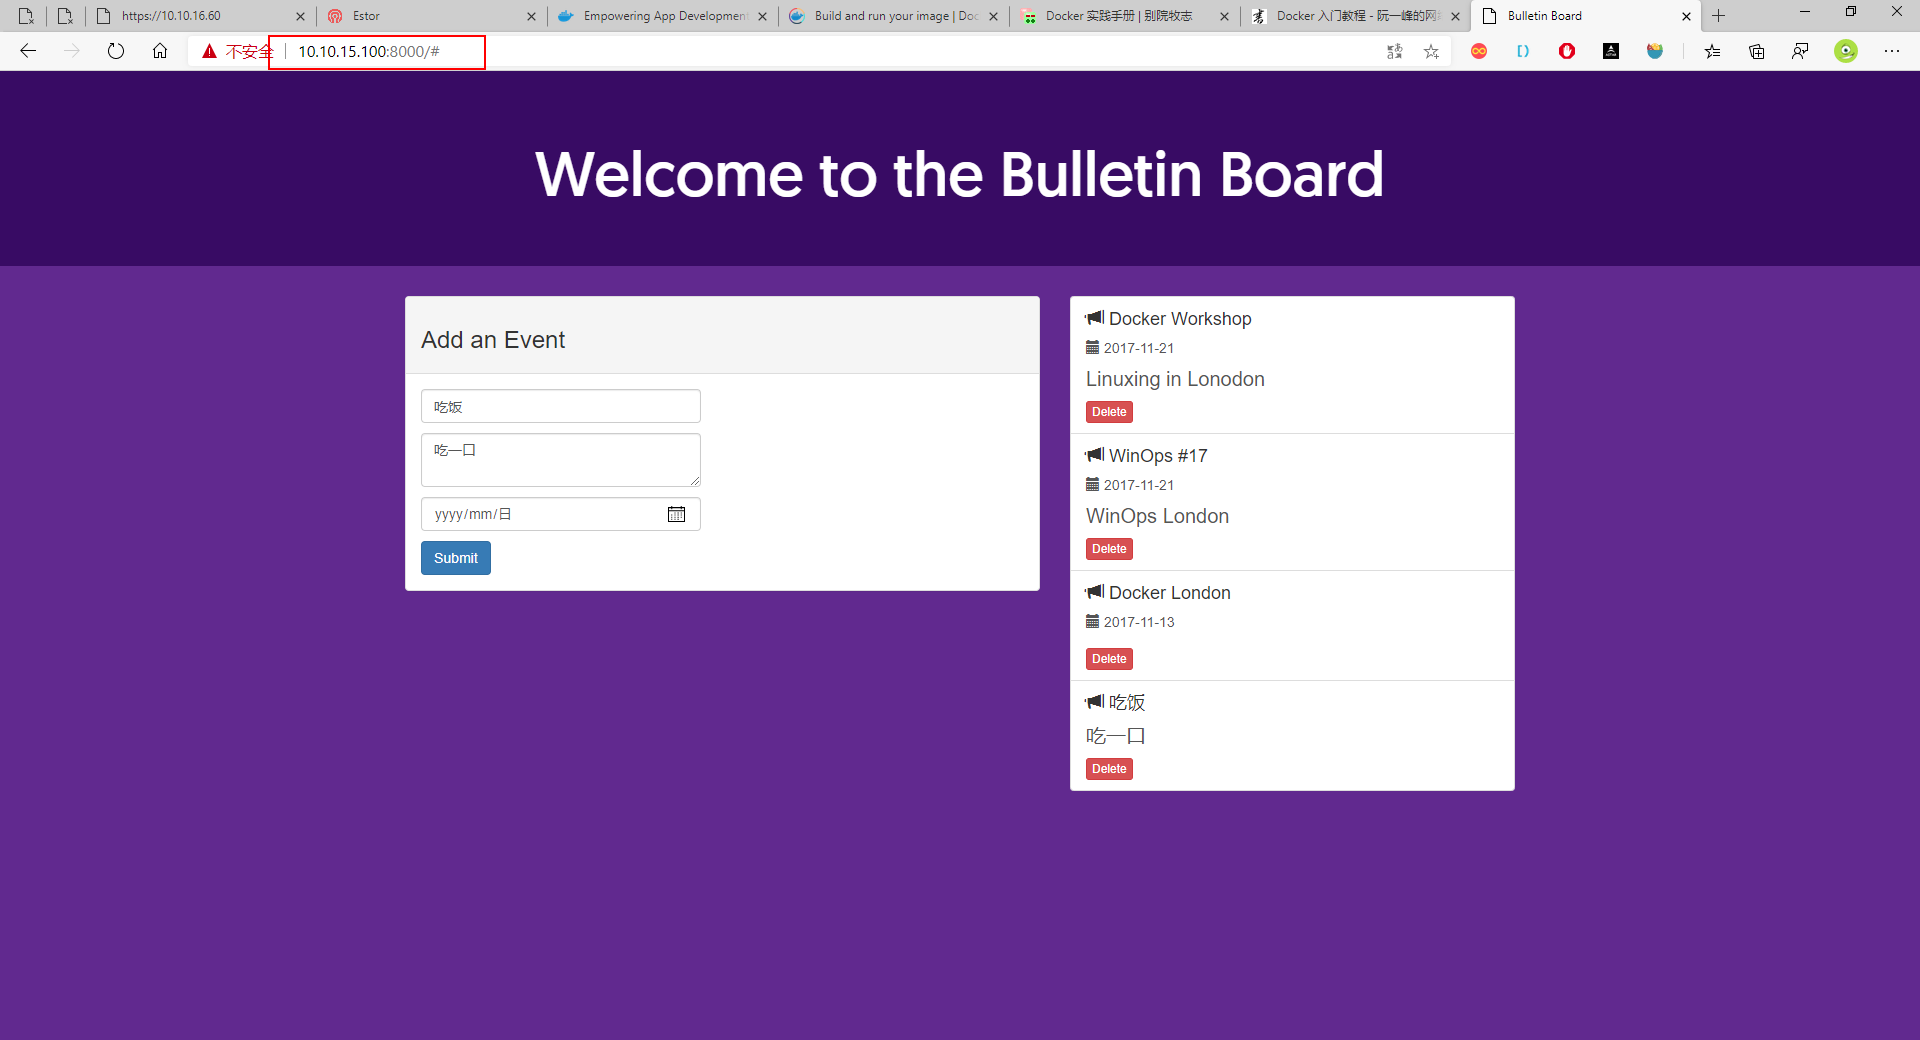 https://10.10.16.60
Estor
Empowering App Development
Build and run your image | Doc
Docker 实践手册 | 别院牧志
Docker 入门教程 - 阮一峰的网
Bulletin Board
不安全
10.10.15.100:8000/#
Welcome to the Bulletin Board
Add an Event
吃饭
吃一口
yyyy/mm/日
Submit
Docker Workshop
2017-11-21
Linuxing in Lonodon
Delete
WinOps #17
2017-11-21
WinOps London
Delete
Docker London
2017-11-13
Delete
吃饭
吃一口
Delete